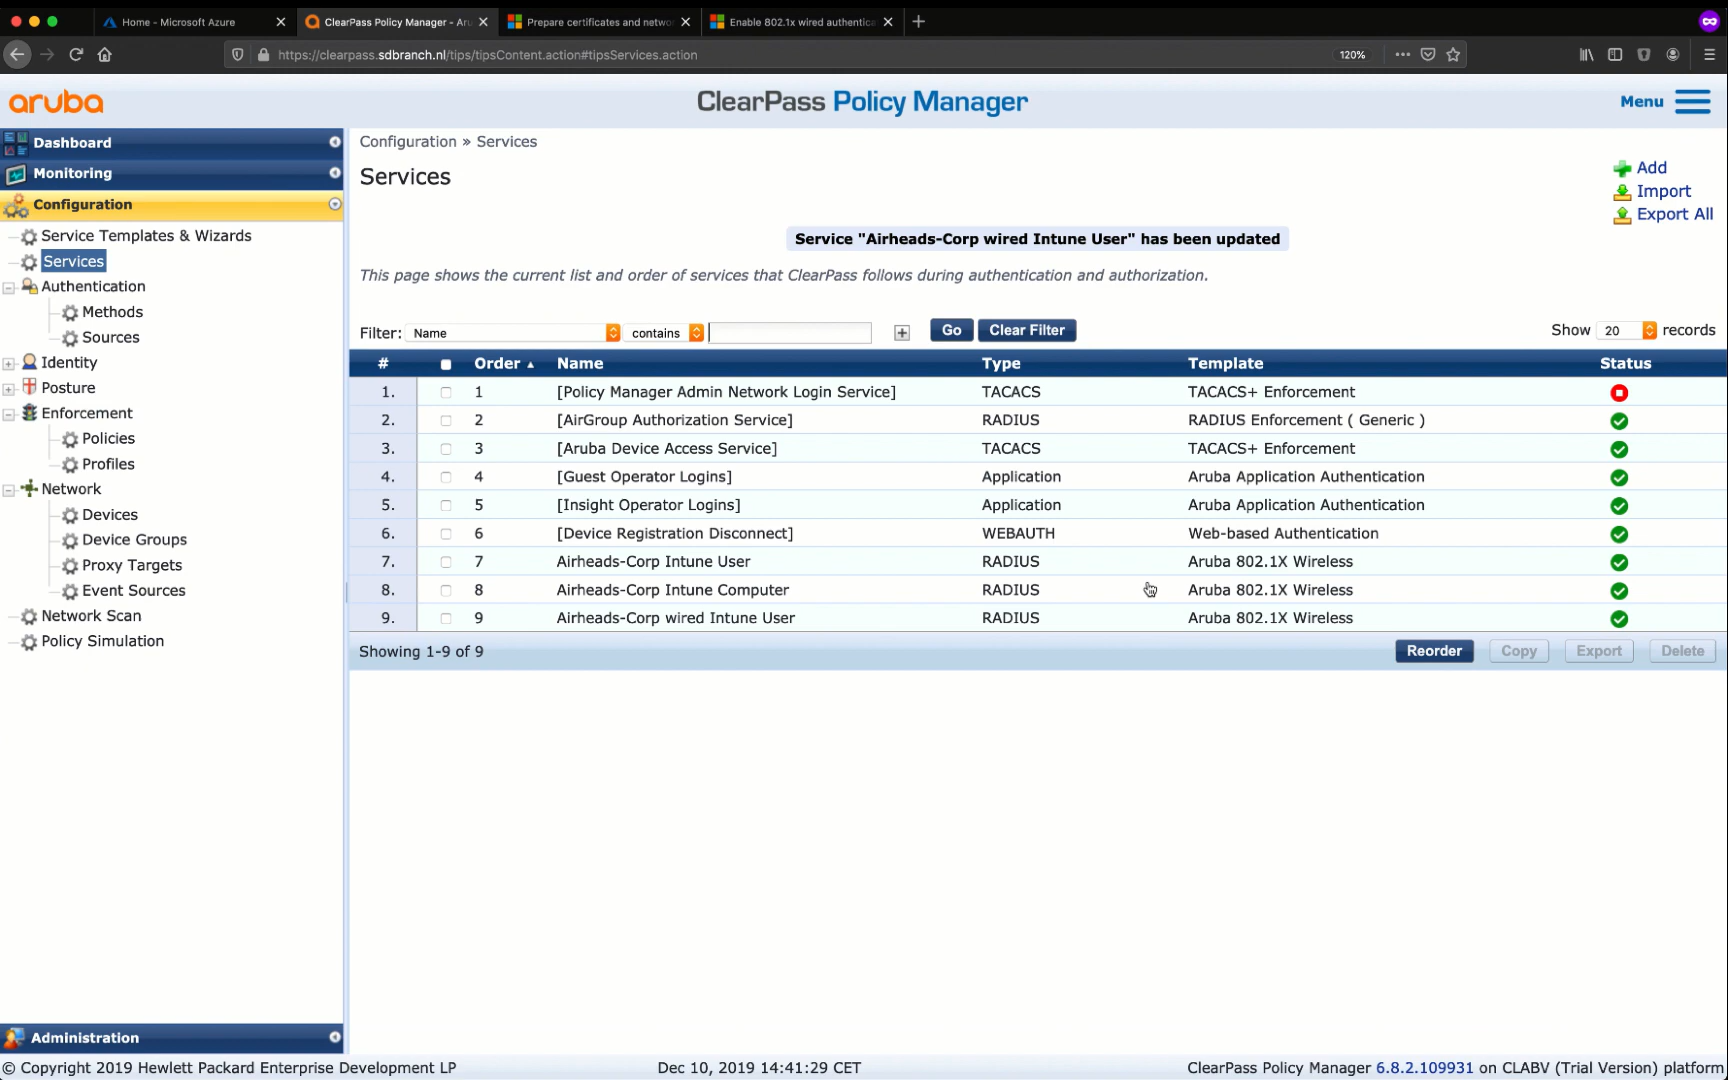 Home - Microsoft Azure
ClearPass Policy Manager - Aru
Prepare certificates and netwo
Enable 802.1x wired authentica
https://clearpass.sdbranch.nl/tips/tipsContent.action#tipsServices.action
120%
aruba
ClearPass Policy Manager
Menu
Dashboard
Monitoring
Configuration
Service Templates & Wizards
Services
Authentication
Methods
Sources
Identity
Posture
Enforcement
Policies
Profiles
Network
Devices
Device Groups
Proxy Targets
Event Sources
Network Scan
Policy Simulation
Administration
Configuration » Services
Services
Add
Import
Export All
Service "Airheads-Corp wired Intune User" has been updated
This page shows the current list and order of services that ClearPass follows during authentication and authorization.
Filter: Name contains Go Clear Filter Show 20 records
# Order Name Type Template Status
1. 1 [Policy Manager Admin Network Login Service] TACACS TACACS+ Enforcement
2. 2 [AirGroup Authorization Service] RADIUS RADIUS Enforcement ( Generic )
3. 3 [Aruba Device Access Service] TACACS TACACS+ Enforcement
4. 4 [Guest Operator Logins] Application Aruba Application Authentication
5. 5 [Insight Operator Logins] Application Aruba Application Authentication
6. 6 [Device Registration Disconnect] WEBAUTH Web-based Authentication
7. 7 Airheads-Corp Intune User RADIUS Aruba 802.1X Wireless
8. 8 Airheads-Corp Intune Computer RADIUS Aruba 802.1X Wireless
9. 9 Airheads-Corp wired Intune User RADIUS Aruba 802.1X Wireless
Showing 1-9 of 9 Reorder Copy Export Delete
© Copyright 2019 Hewlett Packard Enterprise Development LP Dec 10, 2019 14:41:29 CET ClearPass Policy Manager 6.8.2.109931 on CLABV (Trial Version) platform